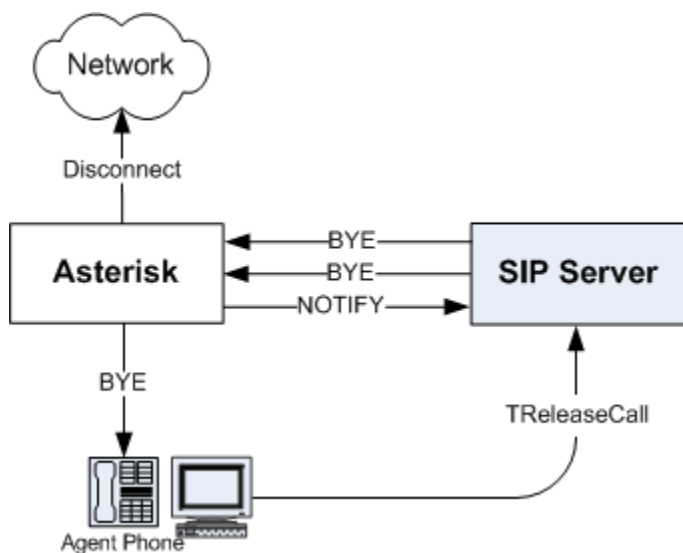 Network
Disconnect
Asterisk
BYE
BYE
NOTIFY
SIP Server
BYE
TReleaseCall
Agent Phone